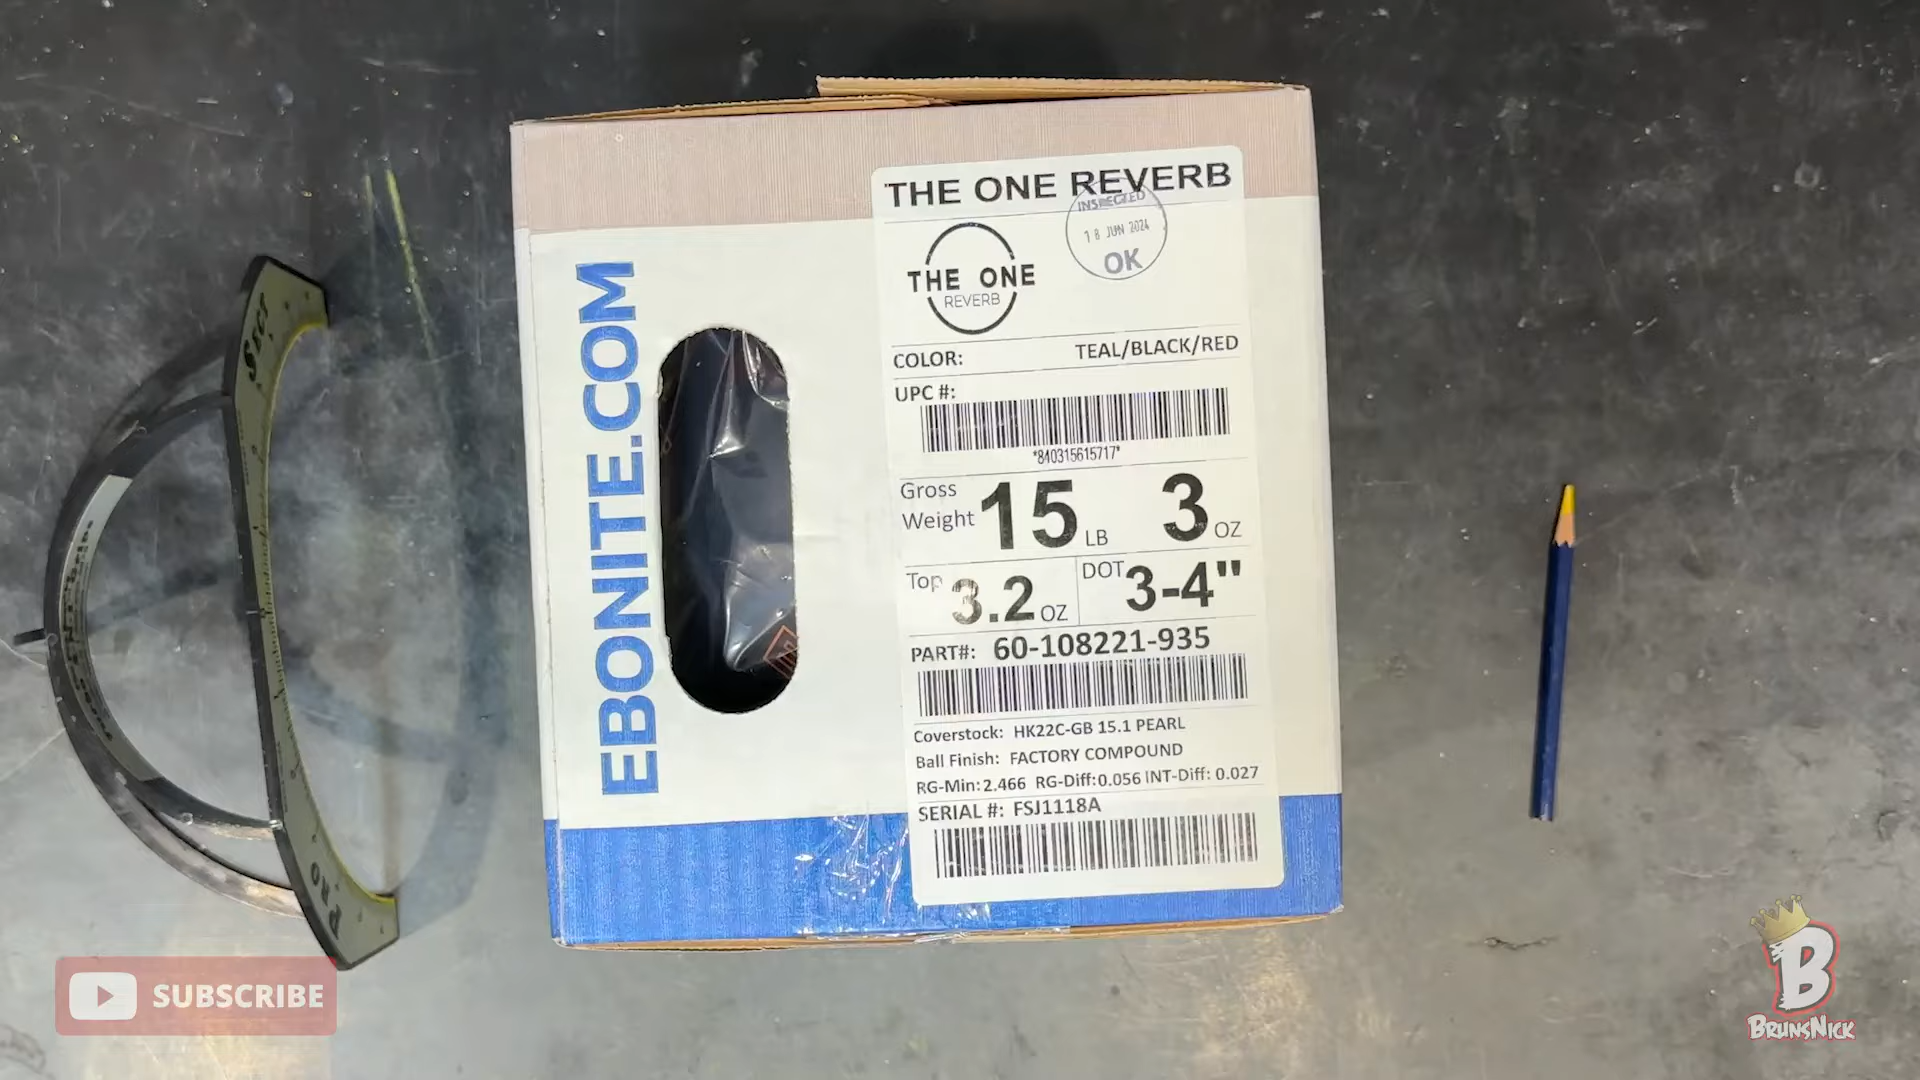 THE ONE REVERB
INSPECTED
18 JUN 2024
OK
THE ONE
REVERB
COLOR: TEAL/BLACK/RED
UPC #:
*840315615717*
Gross
Weight 15 LB 3 OZ
Top 3.2 OZ DOT 3-4"
PART#: 60-108221-935
Coverstock: HK22C-GB 15.1 PEARL
Ball Finish: FACTORY COMPOUND
RG-Min: 2.466 RG-Diff: 0.056 INT-Diff: 0.027
SERIAL #: FSJ1118A
EBONITE.COM
PRO
SECT
SUBSCRIBE
B
BRUNSNICK